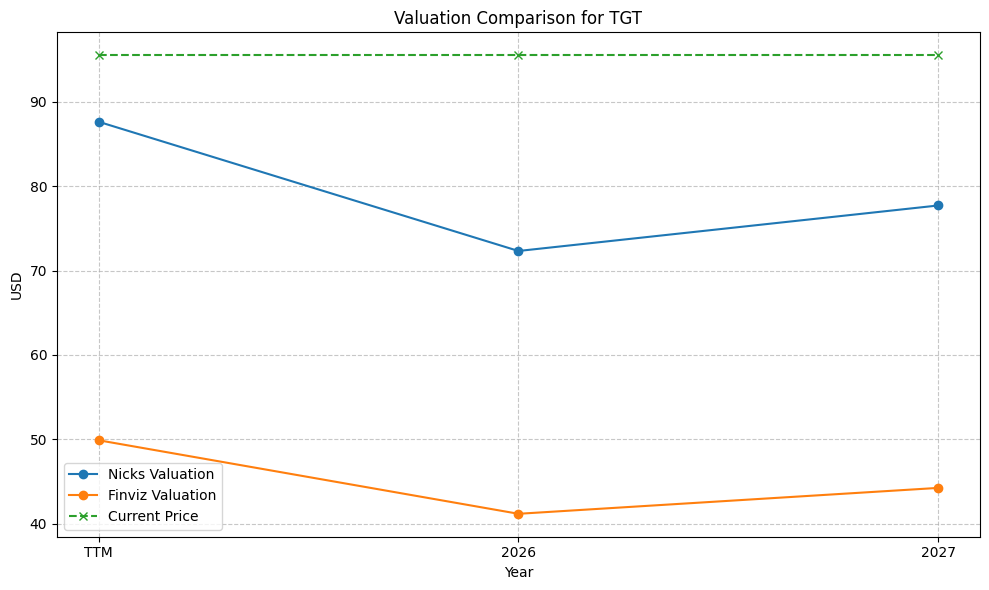 Valuation Comparison for TGT
USD
90
80
70
60
50
40
Nicks Valuation
Finviz Valuation
Current Price
TTM
2026
2027
Year